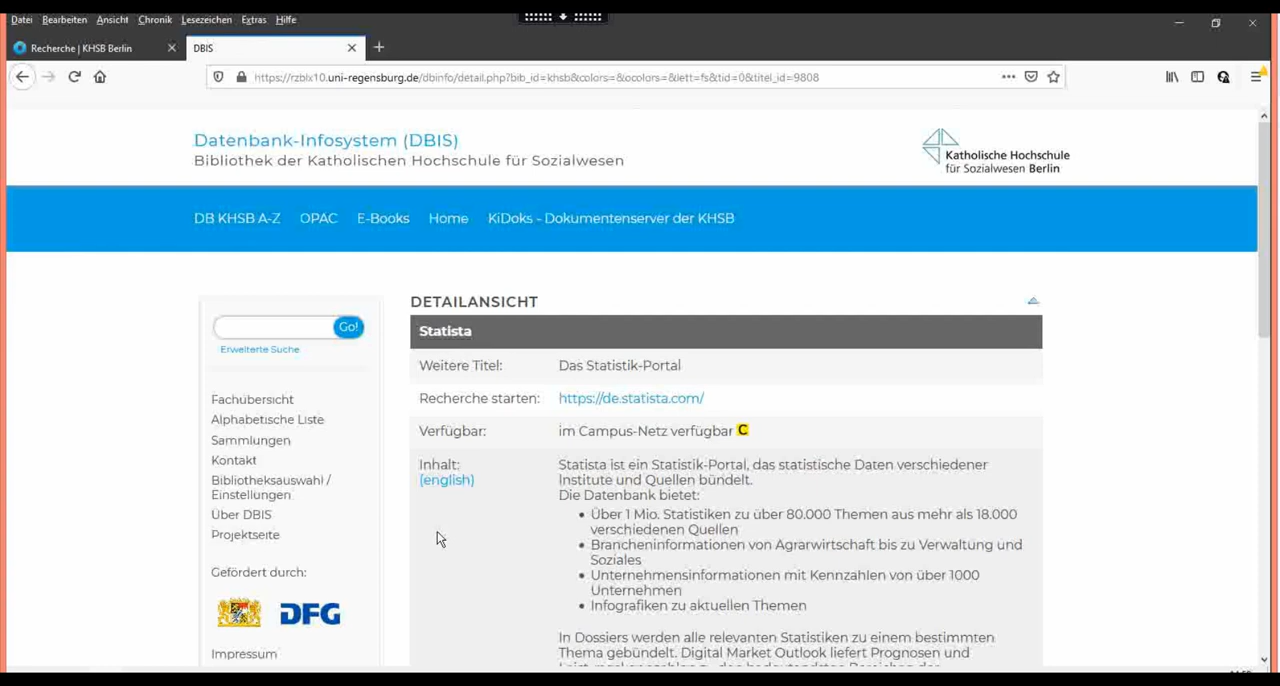 Datei Bearbeiten Ansicht Chronik Lesezeichen Extras Hilfe
Recherche | KHSB Berlin
DBIS
https://rzblx10.uni-regensburg.de/dbinfo/detail.php?bib_id=khsb&colors=&ocolors=&lett=fs&tid=0&titel_id=9808
Datenbank-Infosystem (DBIS)
Bibliothek der Katholischen Hochschule für Sozialwesen
Katholische Hochschule
für Sozialwesen Berlin
DB KHSB A-Z OPAC E-Books Home KiDoks - Dokumentenserver der KHSB
Go!
Erweiterte Suche
Fachübersicht
Alphabetische Liste
Sammlungen
Kontakt
Bibliotheksauswahl /
Einstellungen
Über DBIS
Projektseite
Gefördert durch:
DFG
Impressum
DETAILANSICHT
Statista
Weitere Titel: Das Statistik-Portal
Recherche starten: https://de.statista.com/
Verfügbar: im Campus-Netz verfügbar C
Inhalt:
(english)
Statista ist ein Statistik-Portal, das statistische Daten verschiedener
Institute und Quellen bündelt.
Die Datenbank bietet:
• Über 1 Mio. Statistiken zu über 80.000 Themen aus mehr als 18.000
verschiedenen Quellen
• Brancheninformationen von Agrarwirtschaft bis zu Verwaltung und
Soziales
• Unternehmensinformationen mit Kennzahlen von über 1000
Unternehmen
• Infografiken zu aktuellen Themen
In Dossiers werden alle relevanten Statistiken zu einem bestimmten
Thema gebündelt. Digital Market Outlook liefert Prognosen und